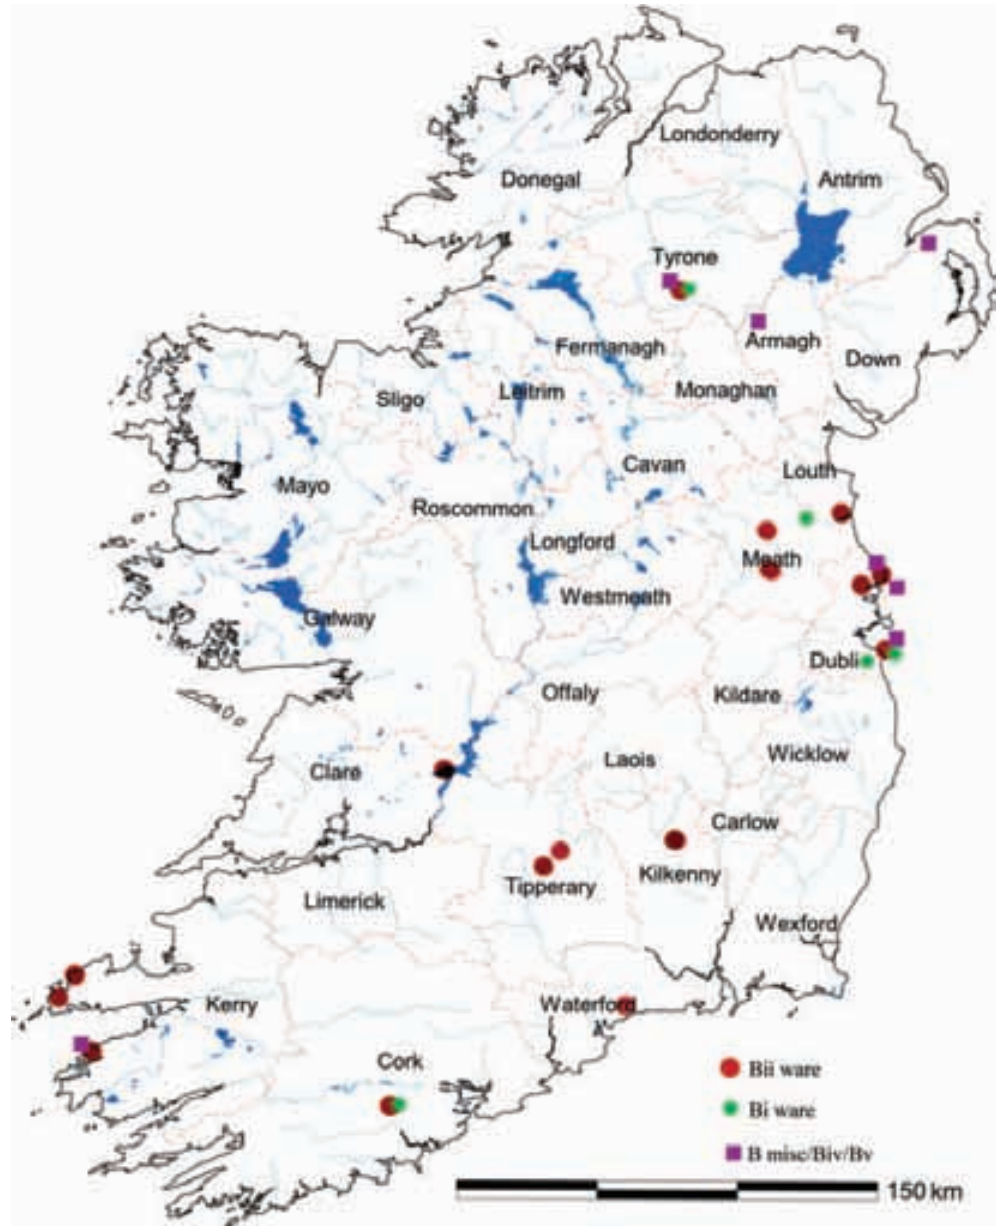 Londonderry
Donegal
Antrim
Tyrone
Armagh
Fermanagh
Down
Monaghan
Leitrim
Sligo
Cavan
Louth
Mayo
Roscommon
Longford
Meath
Westmeath
Galway
Dubli
Offaly
Kildare
Wicklow
Laois
Clare
Carlow
Kilkenny
Tipperary
Limerick
Wexford
Kerry
Waterford
Cork
Bii ware
Bi ware
B misc/Biv/Bv
150 km